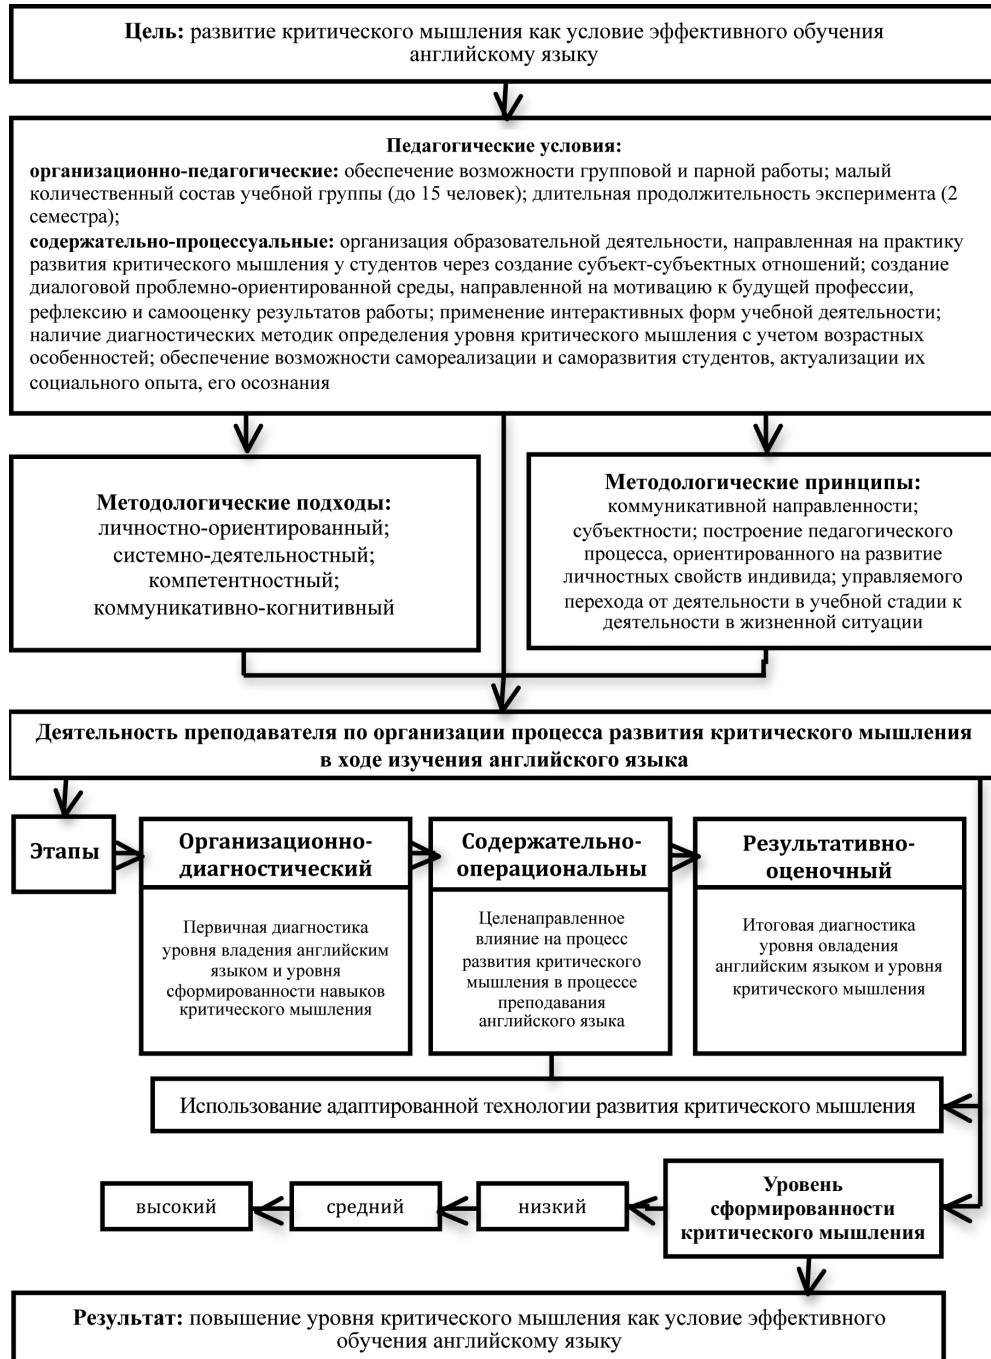 Цель: развитие критического мышления как условие эффективного обучения
английскому языку
Педагогические условия:
организационно-педагогические: обеспечение возможности групповой и парной работы; малый
количественный состав учебной группы (до 15 человек); длительная продолжительность эксперимента (2
семестра);
содержательно-процессуальные: организация образовательной деятельности, направленная на практику
развития критического мышления у студентов через создание субъект-субъектных отношений; создание
диалоговой проблемно-ориентированной среды, направленной на мотивацию к будущей профессии,
рефлексию и самооценку результатов работы; применение интерактивных форм учебной деятельности;
наличие диагностических методик определения уровня критического мышления с учетом возрастных
особенностей; обеспечение возможности самореализации и саморазвития студентов, актуализации их
социального опыта, его осознания
Методологические подходы:
личностно-ориентированный;
системно-деятельностный;
компетентностный;
коммуникативно-когнитивный
Методологические принципы:
коммуникативной направленности;
субъектности; построение педагогического
процесса, ориентированного на развитие
личностных свойств индивида; управляемого
перехода от деятельности в учебной стадии к
деятельности в жизненной ситуации
Деятельность преподавателя по организации процесса развития критического мышления
в ходе изучения английского языка
Этапы
Организационно-
диагностический
Первичная диагностика
уровня владения английским
языком и уровня
сформированности навыков
критического мышления
Содержательно-
операциональны
Целенаправленное
влияние на процесс
развития критического
мышления в процессе
преподавания
английского языка
Результативно-
оценочный
Итоговая диагностика
уровня овладения
английским языком и уровня
критического мышления
Использование адаптированной технологии развития критического мышления
высокий
средний
низкий
Уровень
сформированности
критического мышления
Результат: повышение уровня критического мышления как условие эффективного
обучения английскому языку